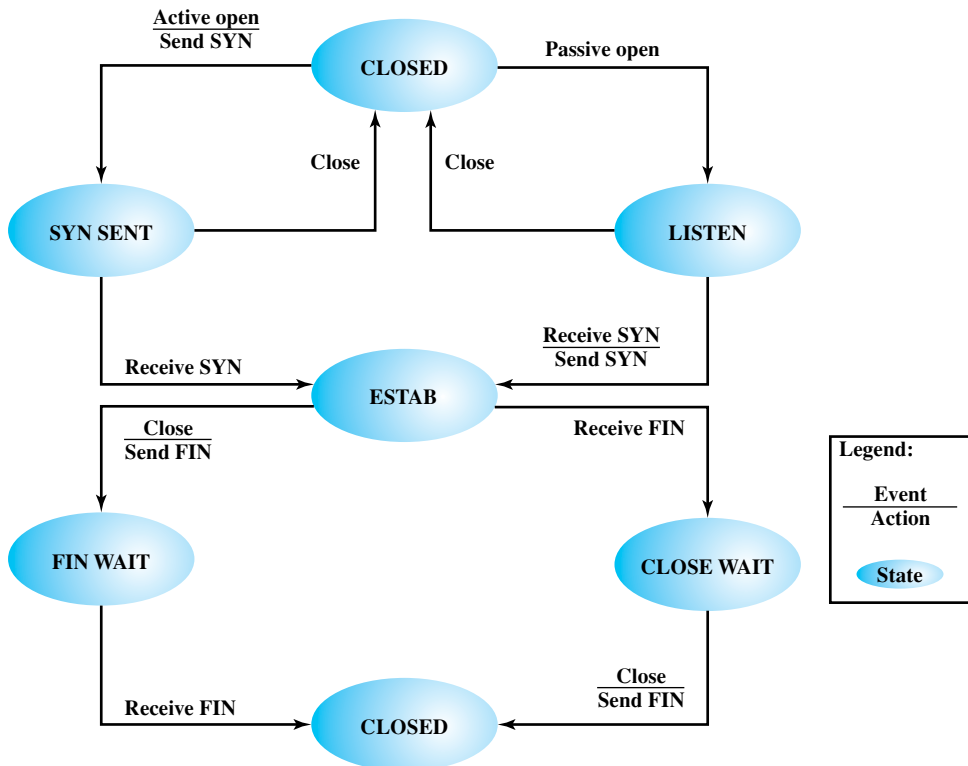 Active open
Send SYN
CLOSED
Passive open
Close
Close
SYN SENT
LISTEN
Receive SYN
Receive SYN
Send SYN
ESTAB
Close
Send FIN
Receive FIN
Legend:
Event
Action
State
FIN WAIT
CLOSE WAIT
Receive FIN
Close
Send FIN
CLOSED